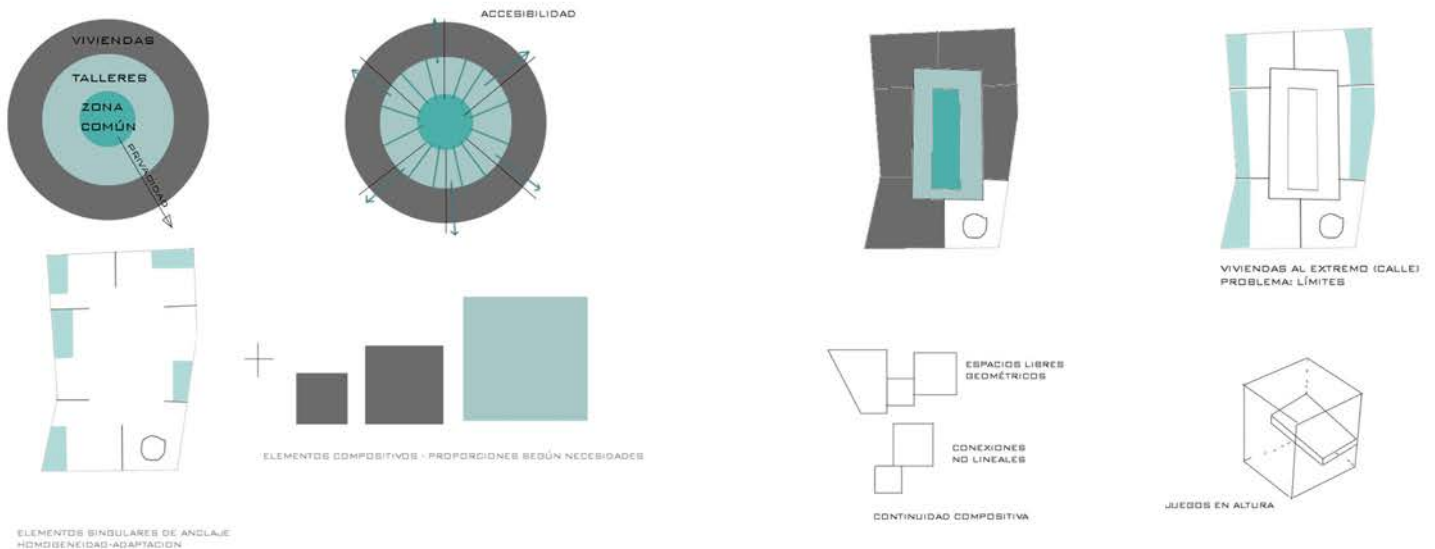 VIVIENDAS
TALLERES
ZONA
COMÚN
PRIVACIDAD
ACCESIBILIDAD
VIVIENDAS AL EXTREMO (CALLE)
PROBLEMA: LÍMITES
ELEMENTOS COMPOSITIVOS - PROPORCIONES SEGÚN NECESIDADES
ELEMENTOS SINGULARES DE ANCLAJE
HOMOGENEIDAD-ADAPTACION
ESPACIOS LIBRES
GEOMÉTRICOS
CONEXIONES
NO LINEALES
CONTINUIDAD COMPOSITIVA
JUEGOS EN ALTURA